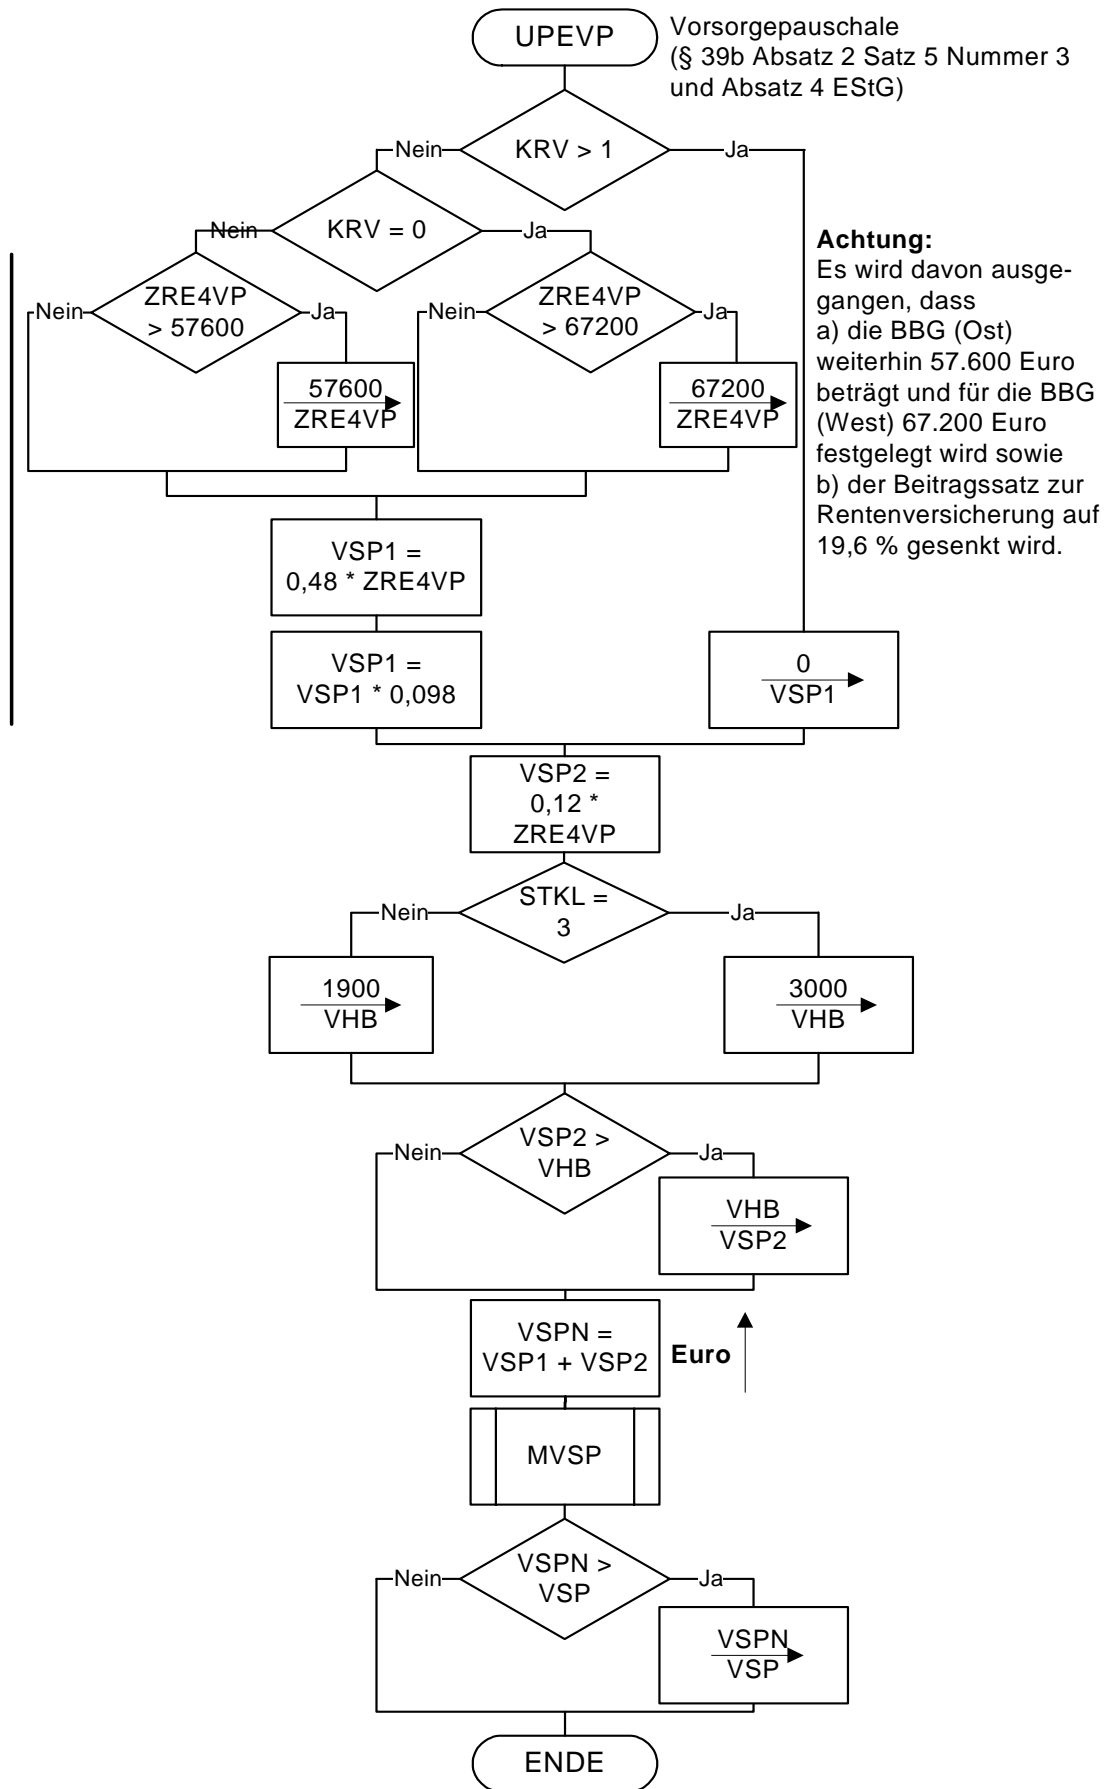 UPEVP
Vorsorgepauschale
(§ 39b Absatz 2 Satz 5 Nummer 3
und Absatz 4 EStG)
Nein
KRV > 1
Ja
Nein
KRV = 0
Ja
Achtung:
Es wird davon ausge-
gangen, dass
a) die BBG (Ost)
weiterhin 57.600 Euro
beträgt und für die BBG
(West) 67.200 Euro
festgelegt wird sowie
b) der Beitragssatz zur
Rentenversicherung auf
19,6 % gesenkt wird.
Nein
ZRE4VP
> 57600
Ja
Nein
ZRE4VP
> 67200
Ja
57600
ZRE4VP
67200
ZRE4VP
VSP1 =
0,48 * ZRE4VP
VSP1 =
VSP1 * 0,098
0
VSP1
VSP2 =
0,12 *
ZRE4VP
Nein
STKL =
3
Ja
1900
VHB
3000
VHB
Nein
VSP2 >
VHB
Ja
VHB
VSP2
VSPN =
VSP1 + VSP2
Euro
MVSP
Nein
VSPN >
VSP
Ja
VSPN
VSP
ENDE